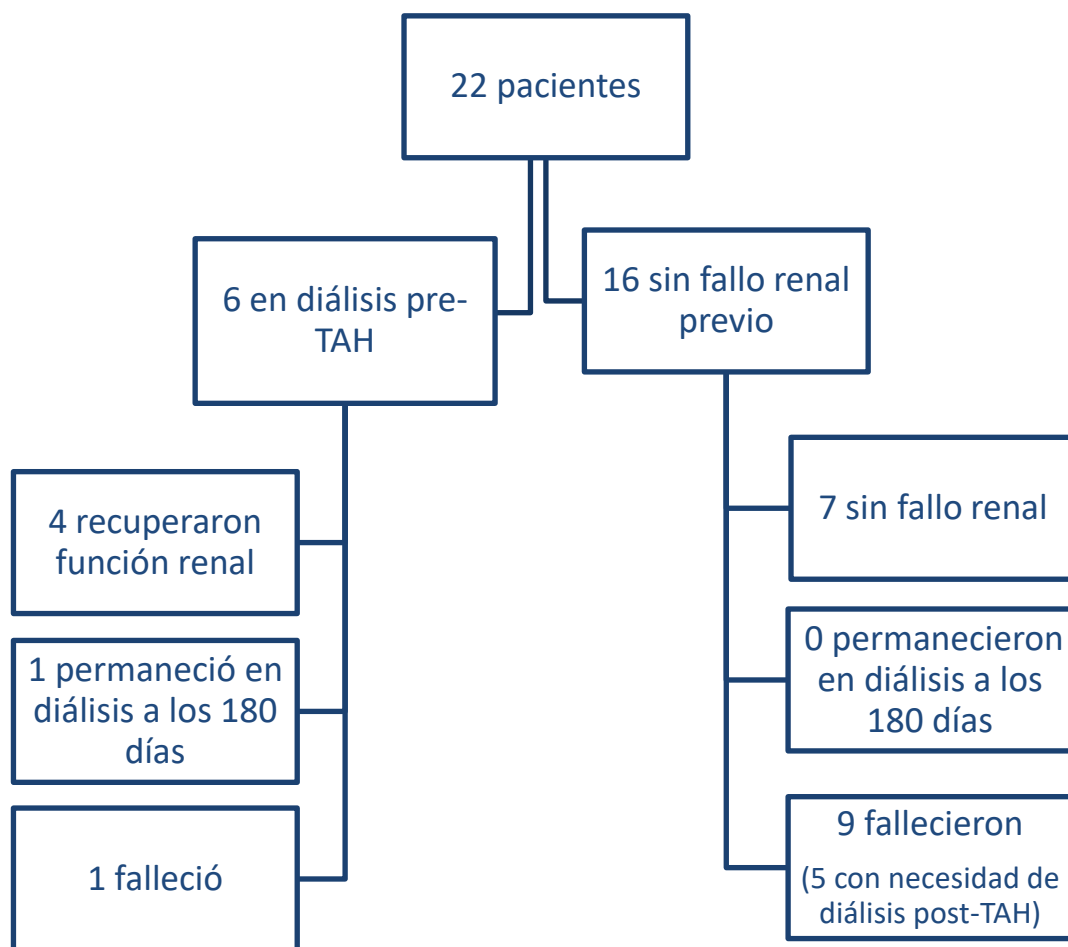 22 pacientes
6 en diálisis pre-
TAH
16 sin fallo renal
previo
4 recuperaron
función renal
1 permaneció en
diálisis a los 180
días
1 falleció
7 sin fallo renal
0 permanecieron
en diálisis a los
180 días
9 fallecieron
(5 con necesidad de
diálisis post-TAH)